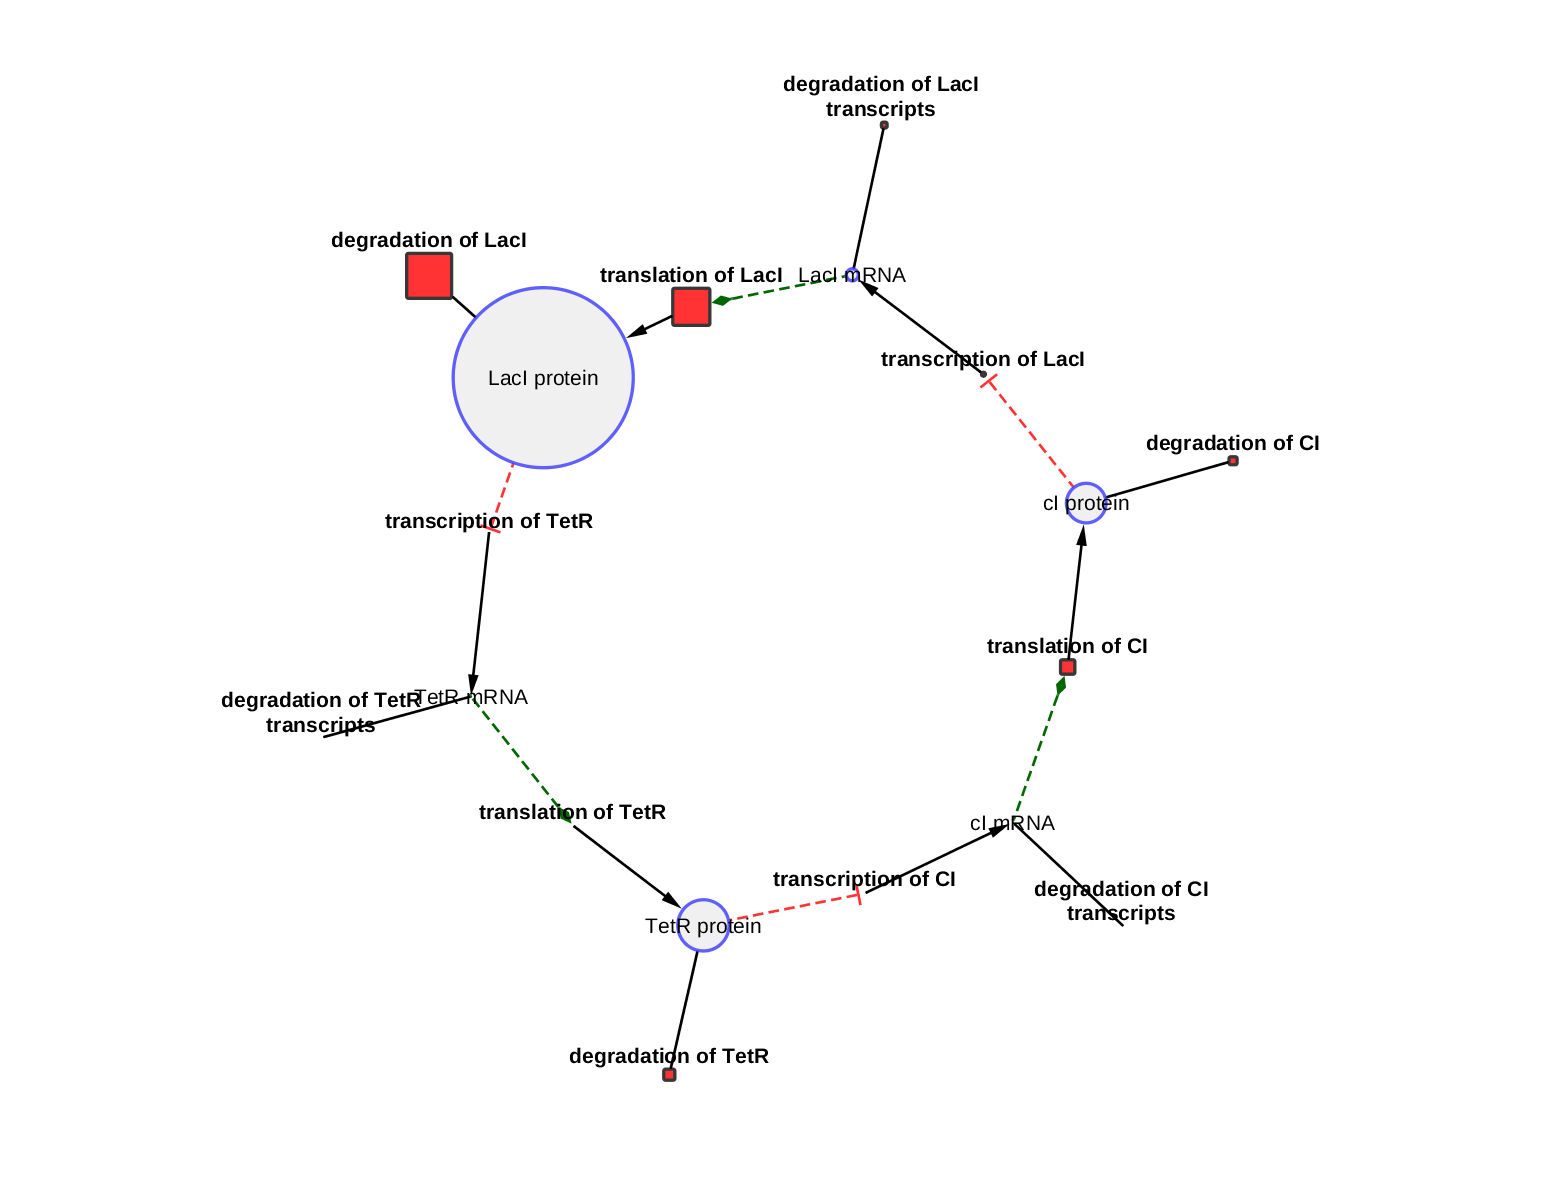 degradation of LacI
transcripts
degradation of LacI
translation of LacI
LacI mRNA
transcription of LacI
LacI protein
degradation of CI
cI protein
transcription of TetR
translation of CI
degradation of TetR
transcripts
TetR mRNA
translation of TetR
cI mRNA
transcription of CI
degradation of CI
transcripts
TetR protein
degradation of TetR